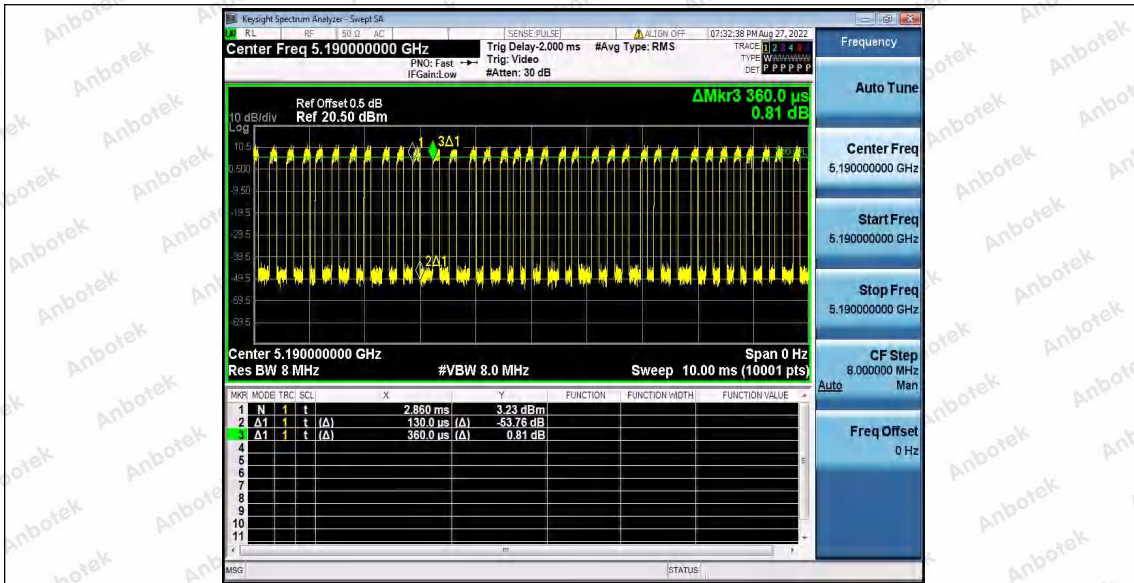 Keysight Spectrum Analyzer - Swept SA
RL RF 50 Ω AC SENSE:PULSE ALIGN OFF 07:32:38 PM Aug 27, 2022
Center Freq 5.190000000 GHz
PNO: Fast
IFGain:Low
Trig Delay-2.000 ms
Trig: Video
#Atten: 30 dB
#Avg Type: RMS
TRACE 1 2 3 4 5 6
TYPE WWWWWW
DET P P P P P P
Ref Offset 0.5 dB
Ref 20.50 dBm
10 dB/div
Log
ΔMkr3 360.0 µs
0.81 dB
10.5
0.500
-9.50
-19.5
-29.5
-39.5
-49.5
-59.5
-69.5
1
3Δ1
2Δ1
Center 5.190000000 GHz
Span 0 Hz
Res BW 8 MHz
#VBW 8.0 MHz
Sweep 10.00 ms (10001 pts)
MKR MODE TRC SCL X Y FUNCTION FUNCTION WIDTH FUNCTION VALUE
1 N 1 t 2.860 ms 3.23 dBm
2 Δ1 1 t (Δ) 130.0 µs (Δ) -53.76 dB
3 Δ1 1 t (Δ) 360.0 µs (Δ) 0.81 dB
4
5
6
7
8
9
10
11
MSG
STATUS
Frequency
Auto Tune
Center Freq
5.190000000 GHz
Start Freq
5.190000000 GHz
Stop Freq
5.190000000 GHz
CF Step
8.000000 MHz
Auto Man
Freq Offset
0 Hz
Anbotek